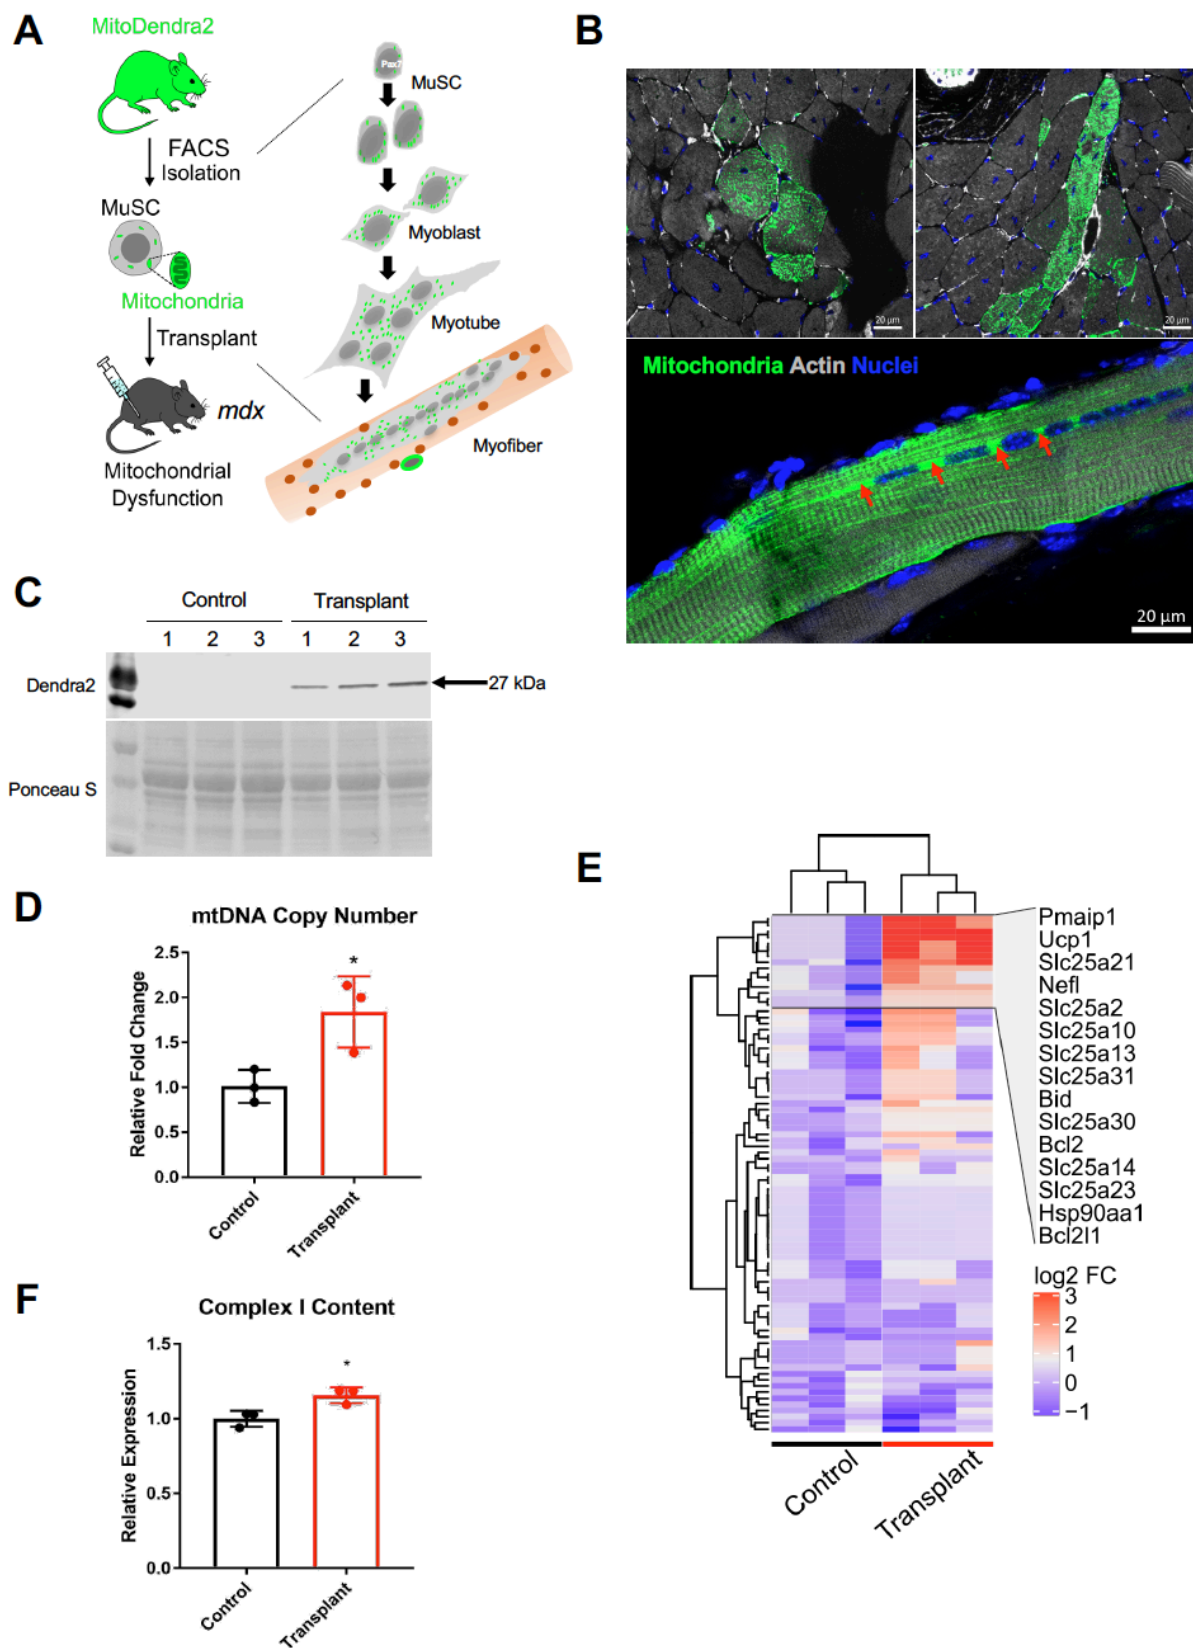 A
MitoDendra2
FACS
Isolation
MuSC
Mitochondria
Transplant
mdx
Mitochondrial
Dysfunction
Pax7
MuSC
Myoblast
Myotube
Myofiber
B
20 µm
20 µm
Mitochondria Actin Nuclei
20 µm
C
Control Transplant
1 2 3 1 2 3
Dendra2
27 kDa
Ponceau S
D
mtDNA Copy Number
Relative Fold Change
2.5
2.0
1.5
1.0
0.5
0.0
*
Control
Transplant
E
Pmaip1
Ucp1
Slc25a21
Nefl
Slc25a2
Slc25a10
Slc25a13
Slc25a31
Bid
Slc25a30
Bcl2
Slc25a14
Slc25a23
Hsp90aa1
Bcl2l1
log2 FC
3
2
1
0
−1
Control
Transplant
F
Complex I Content
Relative Expression
1.5
1.0
0.5
0.0
*
Control
Transplant